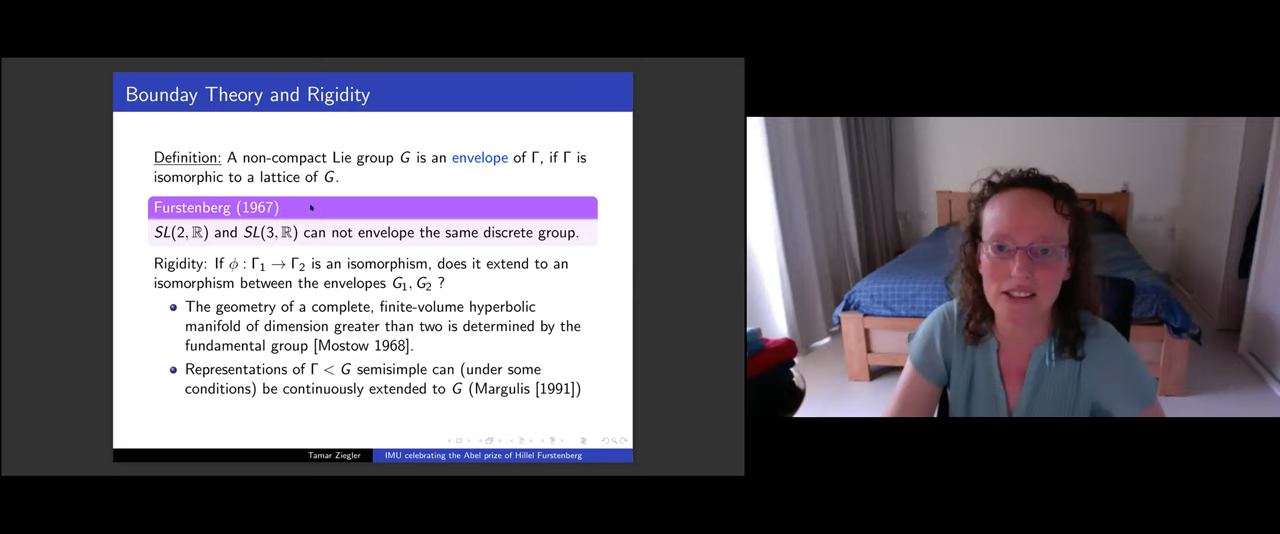 Bounday Theory and Rigidity
Definition: A non-compact Lie group G is an envelope of Γ, if Γ is
isomorphic to a lattice of G.
Furstenberg (1967)
SL(2,ℝ) and SL(3,ℝ) can not envelope the same discrete group.
Rigidity: If ϕ : Γ₁ → Γ₂ is an isomorphism, does it extend to an
isomorphism between the envelopes G₁, G₂ ?
The geometry of a complete, finite-volume hyperbolic
manifold of dimension greater than two is determined by the
fundamental group [Mostow 1968].
Representations of Γ < G semisimple can (under some
conditions) be continuously extended to G (Margulis [1991])
Tamar Ziegler
IMU celebrating the Abel prize of Hillel Furstenberg